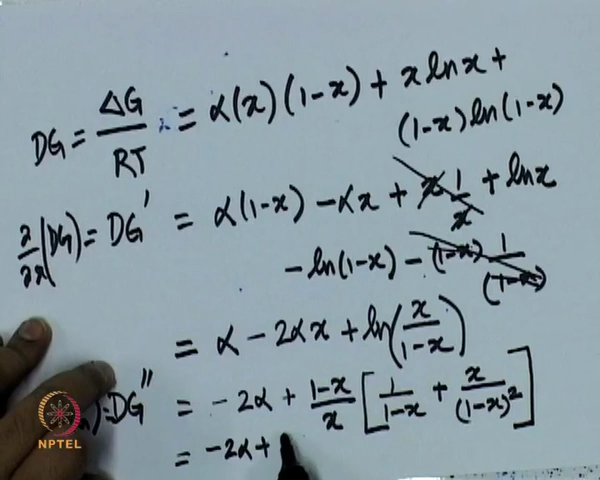 DG = ΔG/RT = α(x)(1-x) + x ln x +
(1-x) ln(1-x)
∂/∂x (DG) = DG' = α(1-x) - αx + x 1/x + ln x
- ln(1-x) - (1-x) 1/(1-x)
= α - 2αx + ln(x/1-x)
DG'' = -2α + 1-x/x [1/1-x + x/(1-x)²]
= -2α +
NPTEL